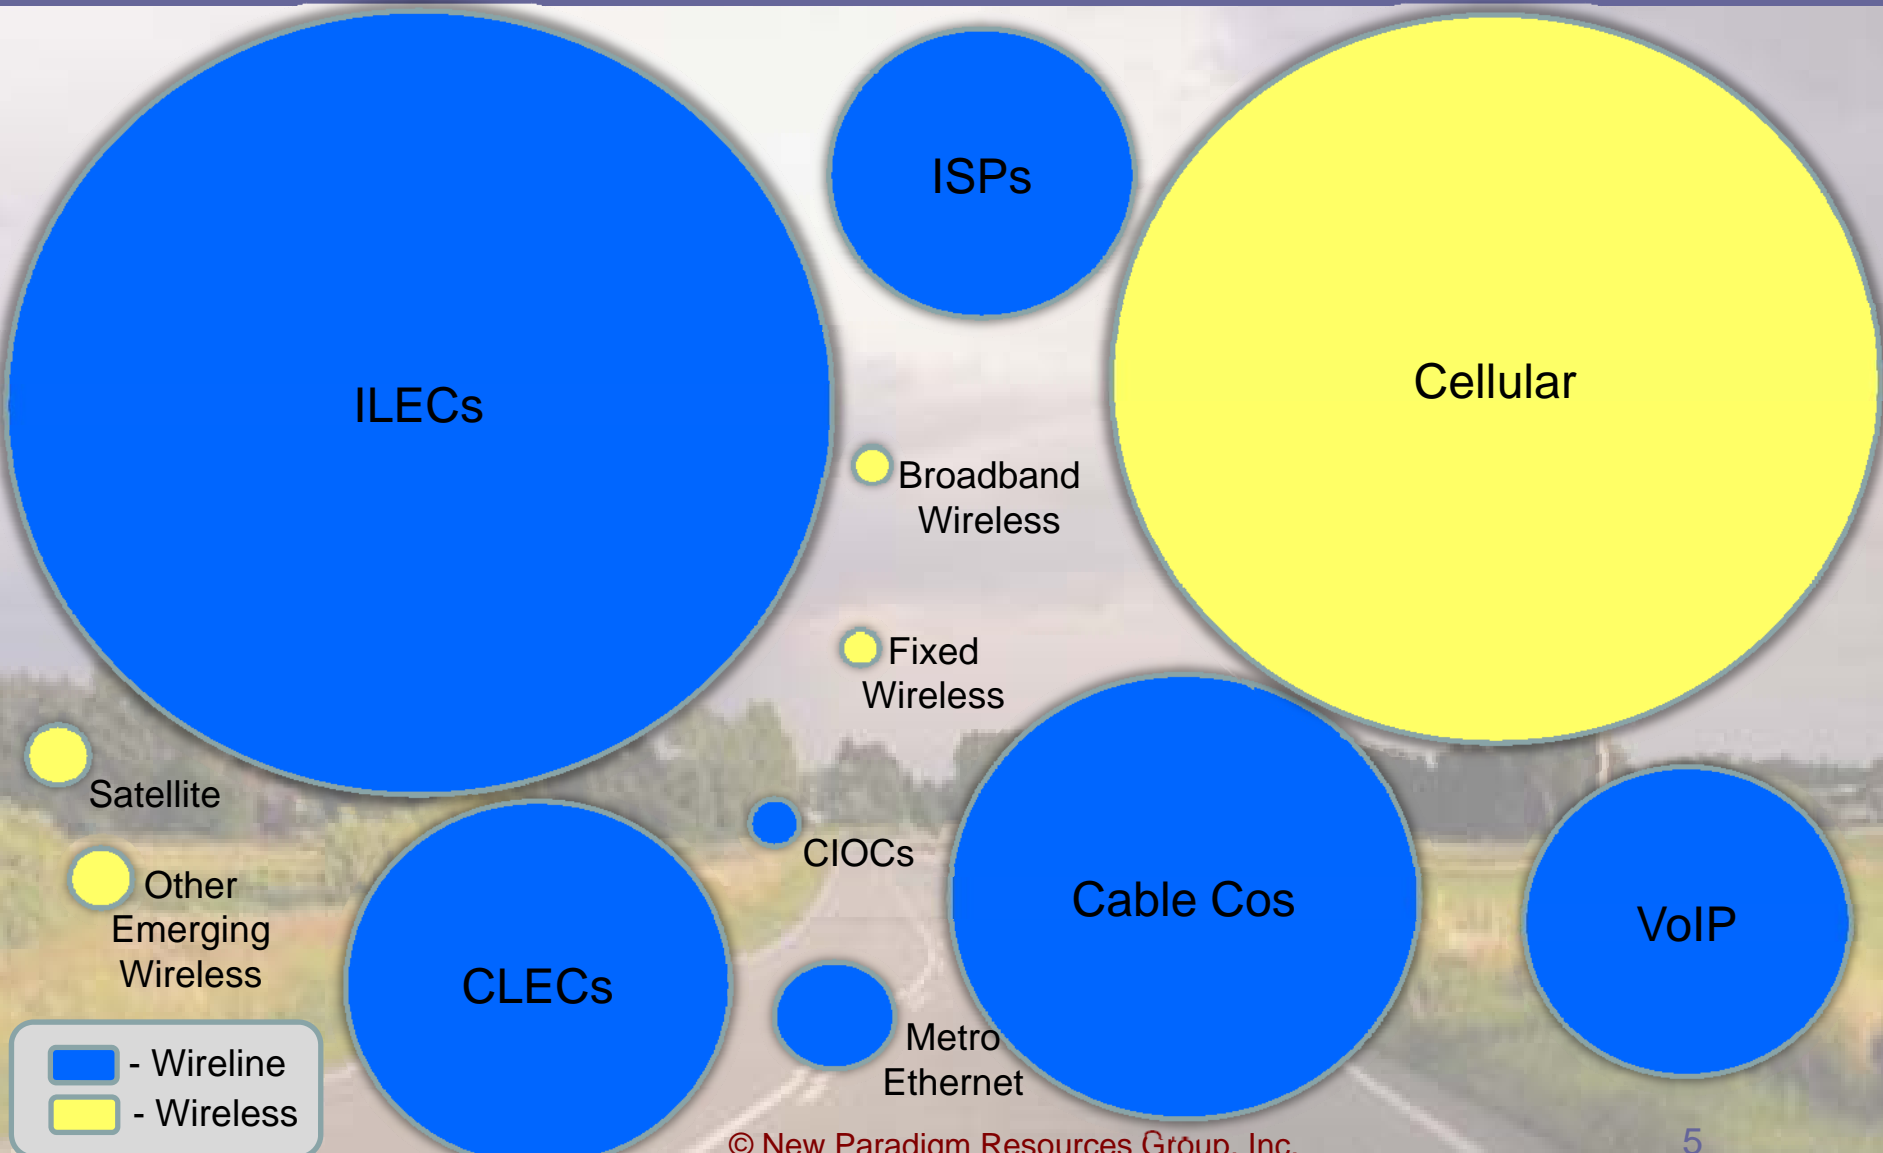 ISPs
ILECs
Cellular
Broadband
Wireless
Fixed
Wireless
Satellite
CIOCs
Other
Emerging
Wireless
Cable Cos
VoIP
CLECs
Metro
Ethernet
- Wireline
- Wireless
© New Paradigm Resources Group, Inc.
5